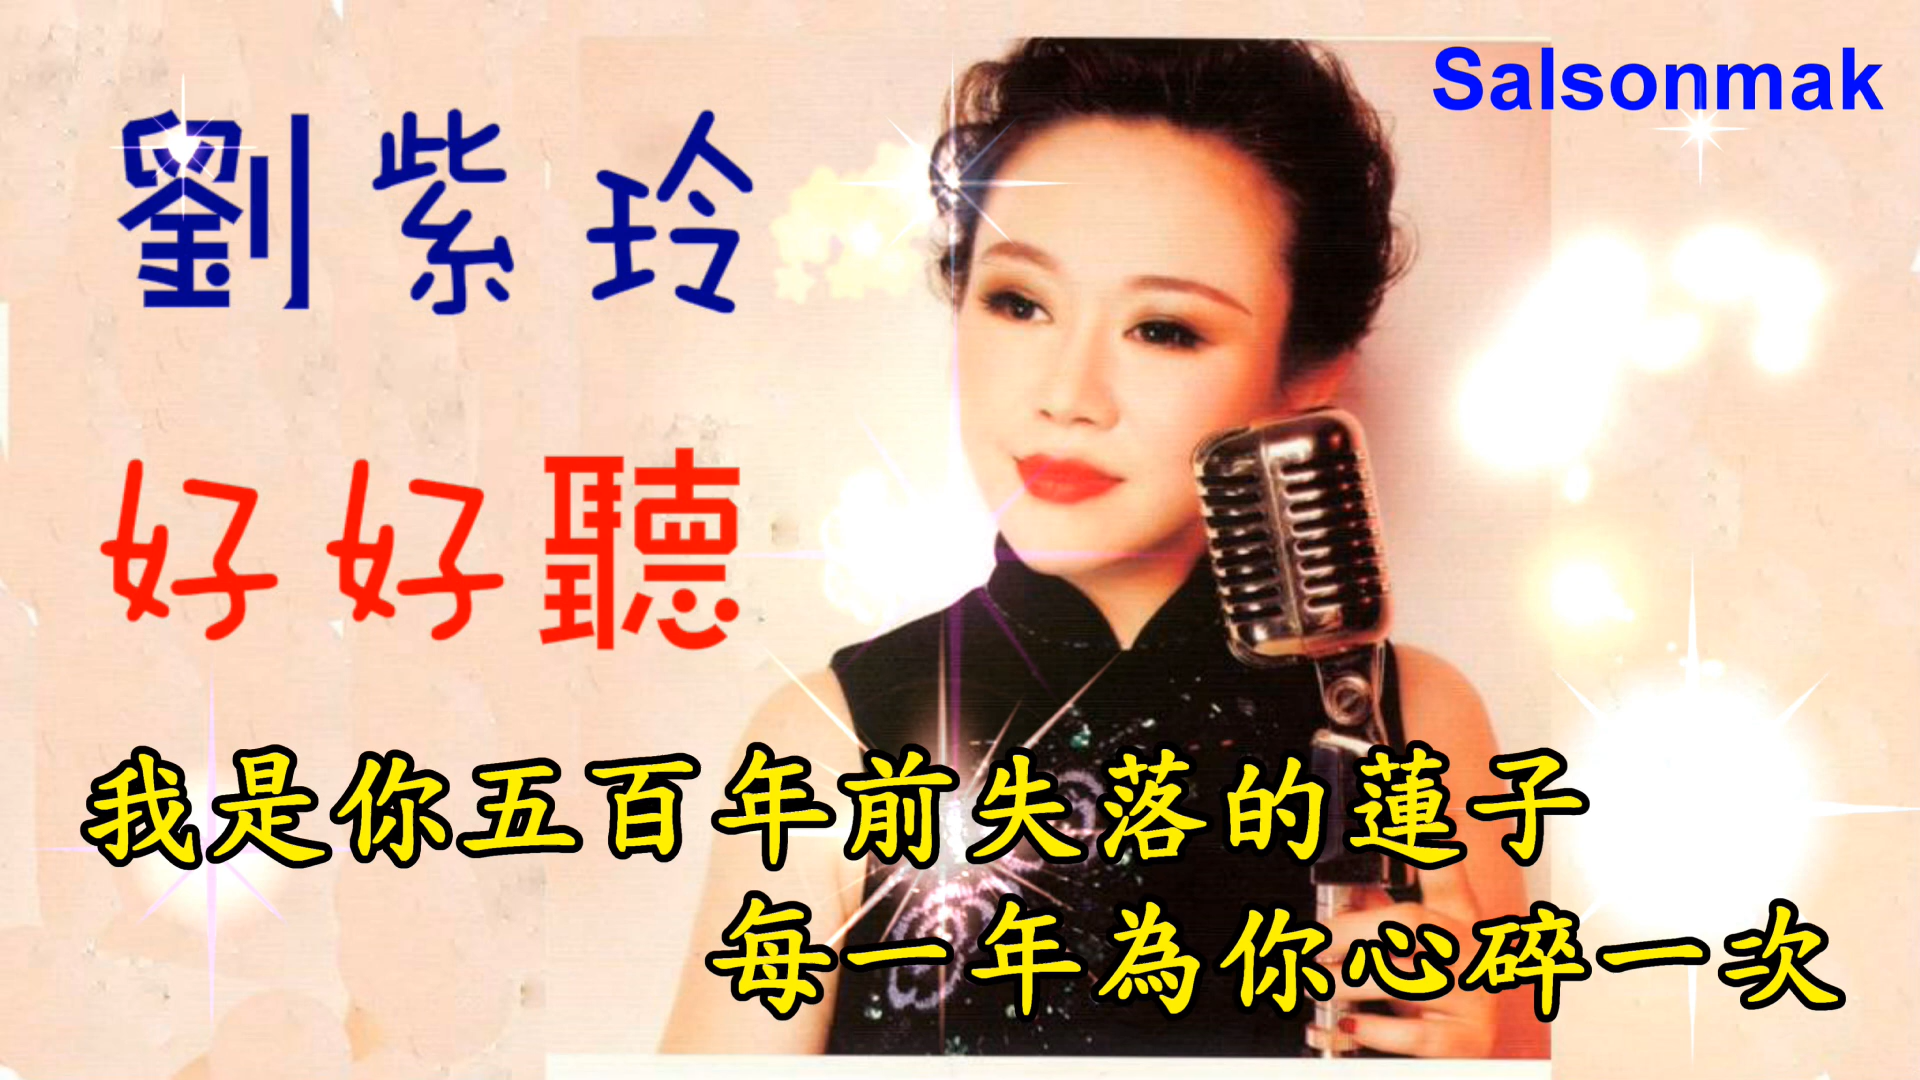 Salsonmak
劉紫玲
好好聽
我是你五百年前失落的蓮子
每一年為你心碎一次